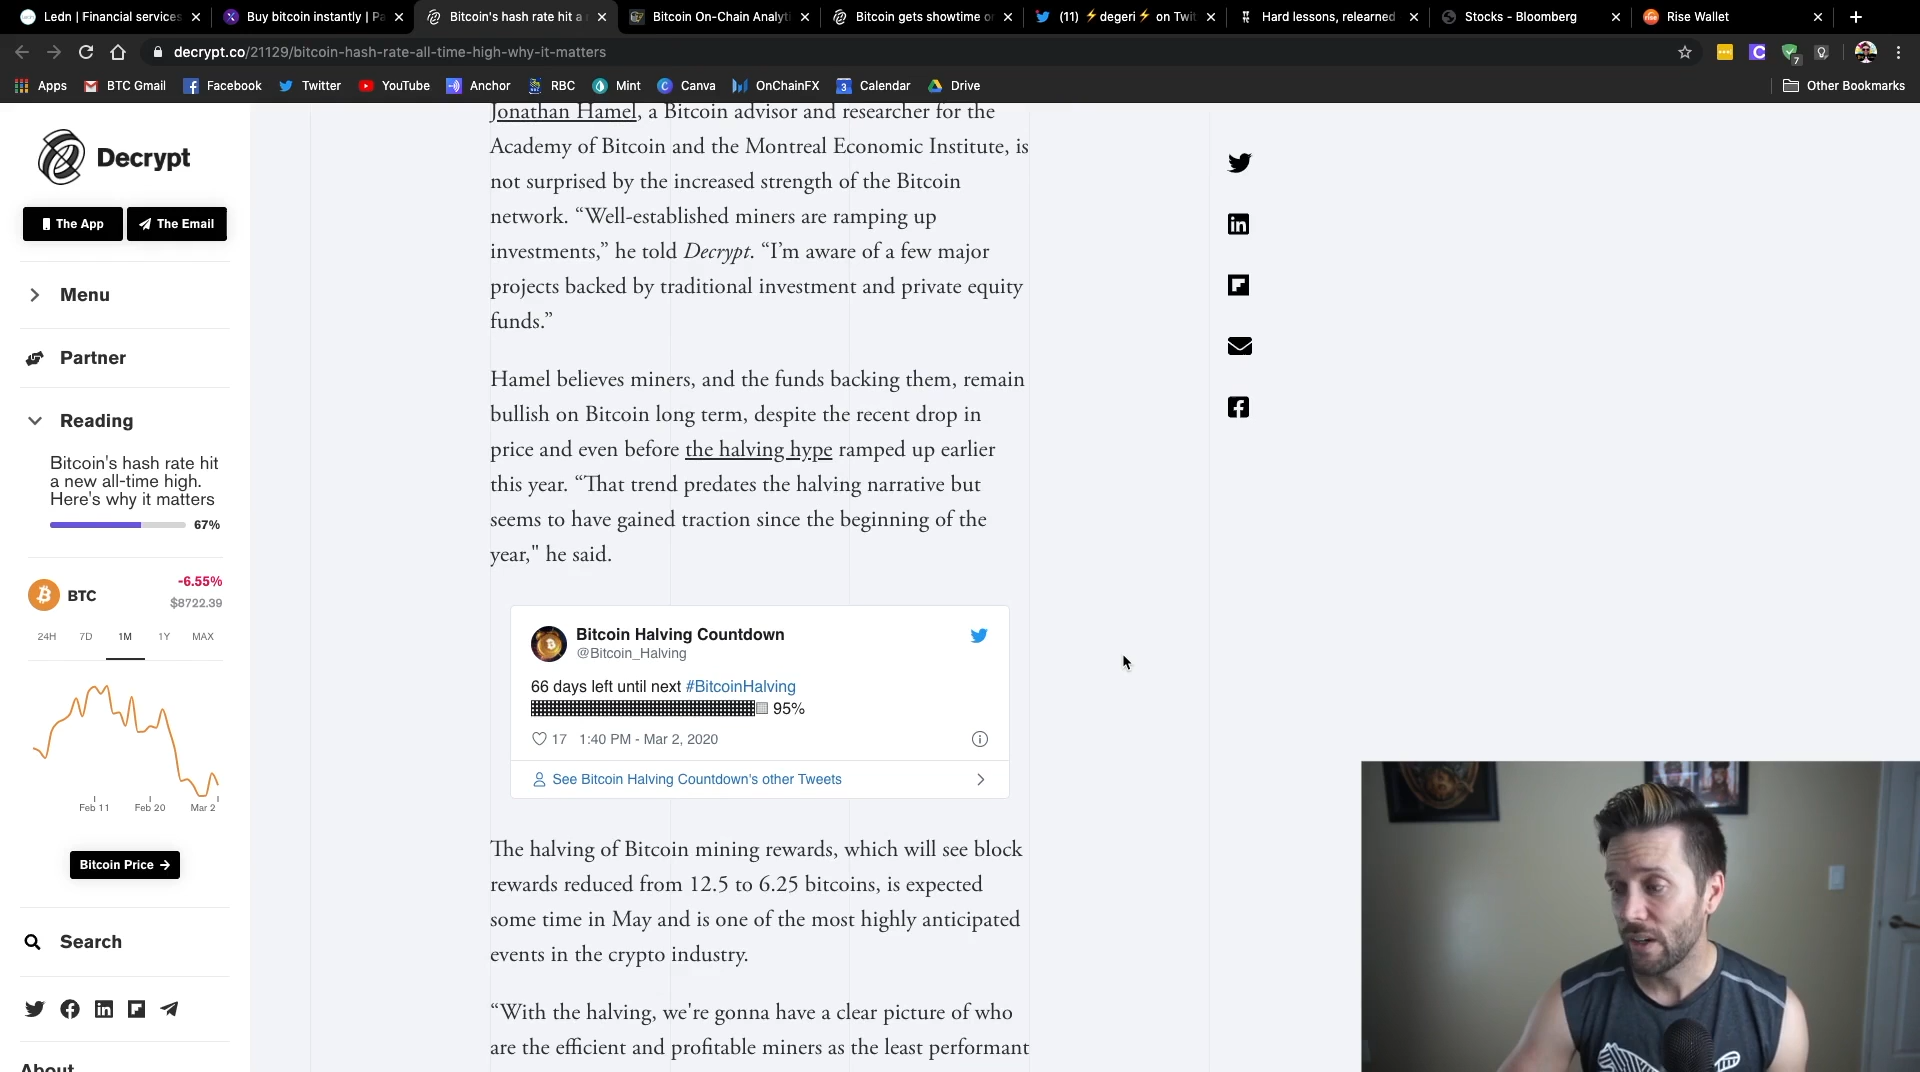 Ledn | Financial services
Buy bitcoin instantly | Pa
Bitcoin's hash rate hit a n
Bitcoin On-Chain Analyti
Bitcoin gets showtime on
(11) ⚡degeri⚡ on Twit
Hard lessons, relearned
Stocks - Bloomberg
Rise Wallet
decrypt.co/21129/bitcoin-hash-rate-all-time-high-why-it-matters
7
Apps
BTC Gmail
Facebook
Twitter
YouTube
Anchor
RBC
Mint
Canva
OnChainFX
3
Calendar
Drive
Other Bookmarks
Decrypt
The App
The Email
Menu
Partner
Reading
Bitcoin's hash rate hit
a new all-time high.
Here's why it matters
67%
BTC
-6.55%
$8722.39
24H 7D 1M 1Y MAX
Feb 11 Feb 20 Mar 2
Bitcoin Price →
Search
About
Jonathan Hamel, a Bitcoin advisor and researcher for the
Academy of Bitcoin and the Montreal Economic Institute, is
not surprised by the increased strength of the Bitcoin
network. “Well-established miners are ramping up
investments,” he told Decrypt. “I’m aware of a few major
projects backed by traditional investment and private equity
funds.”
Hamel believes miners, and the funds backing them, remain
bullish on Bitcoin long term, despite the recent drop in
price and even before the halving hype ramped up earlier
this year. “That trend predates the halving narrative but
seems to have gained traction since the beginning of the
year," he said.
Bitcoin Halving Countdown
@Bitcoin_Halving
66 days left until next #BitcoinHalving
95%
17 1:40 PM - Mar 2, 2020
See Bitcoin Halving Countdown's other Tweets
The halving of Bitcoin mining rewards, which will see block
rewards reduced from 12.5 to 6.25 bitcoins, is expected
some time in May and is one of the most highly anticipated
events in the crypto industry.
“With the halving, we're gonna have a clear picture of who
are the efficient and profitable miners as the least performant